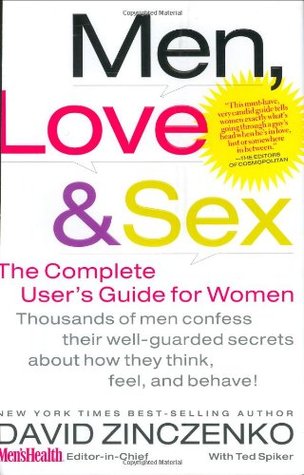 Men,
Love
& Sex
"This must-have,
very candid guide tells
women exactly what's
going through a guy's
head when he's in love,
lust or somewhere
in between."
—THE EDITORS
OF COSMOPOLITAN
The Complete
User's Guide for Women
Thousands of men confess
their well-guarded secrets
about how they think,
feel, and behave!
NEW YORK TIMES BEST-SELLING AUTHOR
DAVID ZINCZENKO
Men'sHealth Editor-in-Chief With Ted Spiker